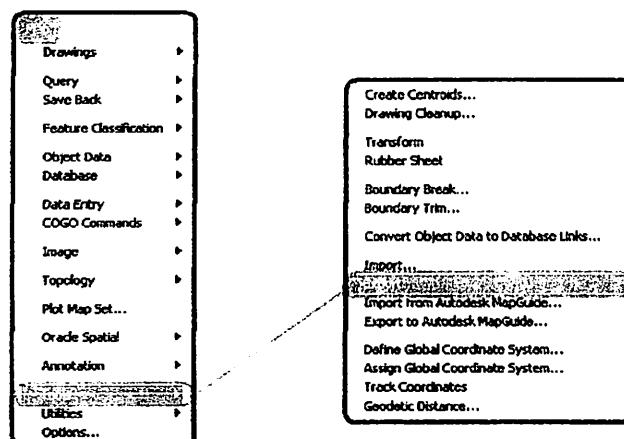 Drawings
Query
Save Back
Feature Classification
Object Data
Database
Data Entry
COGO Commands
Image
Topology
Plot Map Set...
Oracle Spatial
Annotation
Utilities
Options...
Create Centroids...
Drawing Cleanup...
Transform
Rubber Sheet
Boundary Break...
Boundary Trim...
Convert Object Data to Database Links...
Import...
Import from Autodesk MapGuide...
Export to Autodesk MapGuide...
Define Global Coordinate System...
Assign Global Coordinate System...
Track Coordinates
Geodetic Distance...